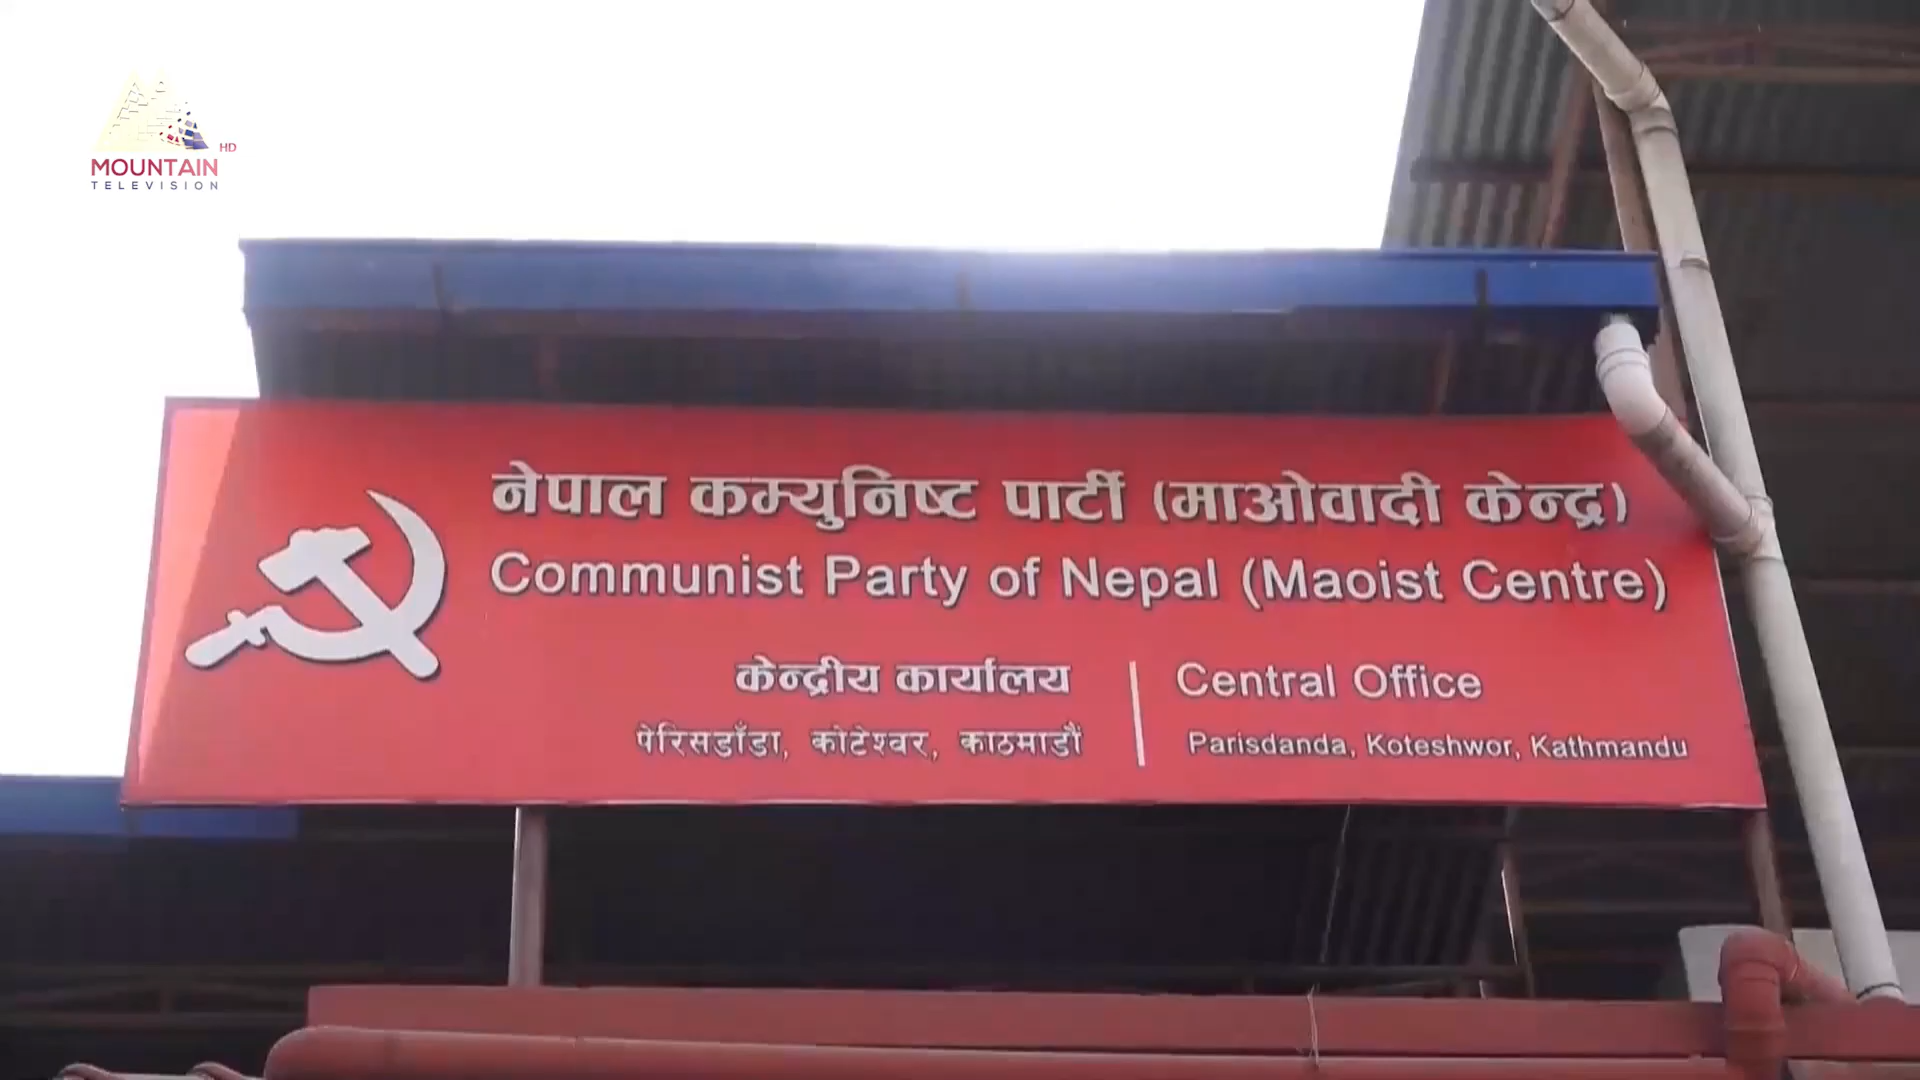 MOUNTAIN HD
TELEVISION
नेपाल कम्युनिष्ट पार्टी (माओवादी केन्द्र)
Communist Party of Nepal (Maoist Centre)
केन्द्रीय कार्यालय
पेरिसडाँडा, कोटेश्वर, काठमाडौं
Central Office
Parisdanda, Koteshwor, Kathmandu